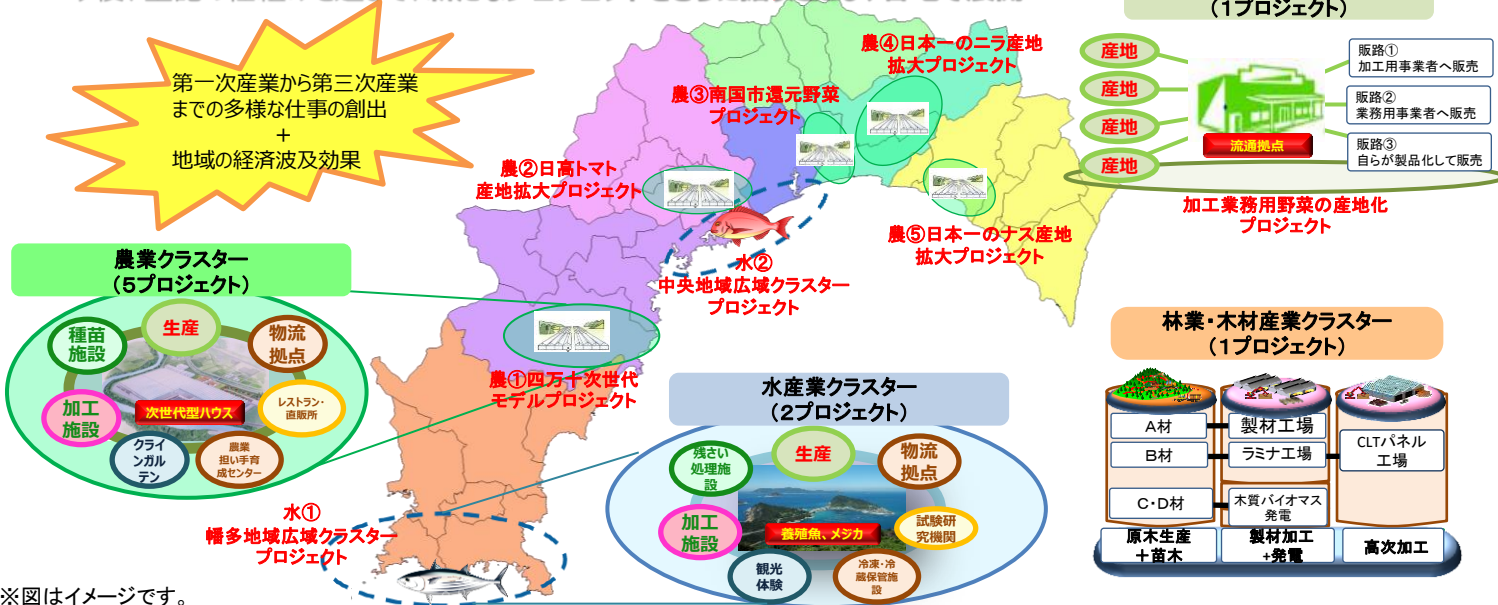 (1プロジェクト)
第一次産業から第三次産業
までの多様な仕事の創出
+
地域の経済波及効果
農④日本一のニラ産地
拡大プロジェクト
農③南国市還元野菜
プロジェクト
農②日高トマト
産地拡大プロジェクト
農⑤日本一のナス産地
拡大プロジェクト
水②
中央地域広域クラスター
プロジェクト
農①四万十次世代
モデルプロジェクト
水①
幡多地域広域クラスター
プロジェクト
産地
産地
産地
産地
流通拠点
販路①
加工用事業者へ販売
販路②
業務用事業者へ販売
販路③
自らが製品化して販売
加工業務用野菜の産地化
プロジェクト
農業クラスター
(5プロジェクト)
生産
種苗
施設
物流
拠点
加工
施設
次世代型ハウス
レストラン・
直販所
クライ
ンガル
テン
農業
担い手育
成センター
水産業クラスター
(2プロジェクト)
生産
残さい
処理施
設
物流
拠点
加工
施設
養殖魚、メジカ
試験研
究機関
観光
体験
冷凍・冷
蔵保管施
設
林業・木材産業クラスター
(1プロジェクト)
A材
製材工場
B材
ラミナ工場
CLTパネル
工場
C・D材
木質バイオマス
発電
原木生産
+苗木
製材加工
+発電
高次加工
※図はイメージです。